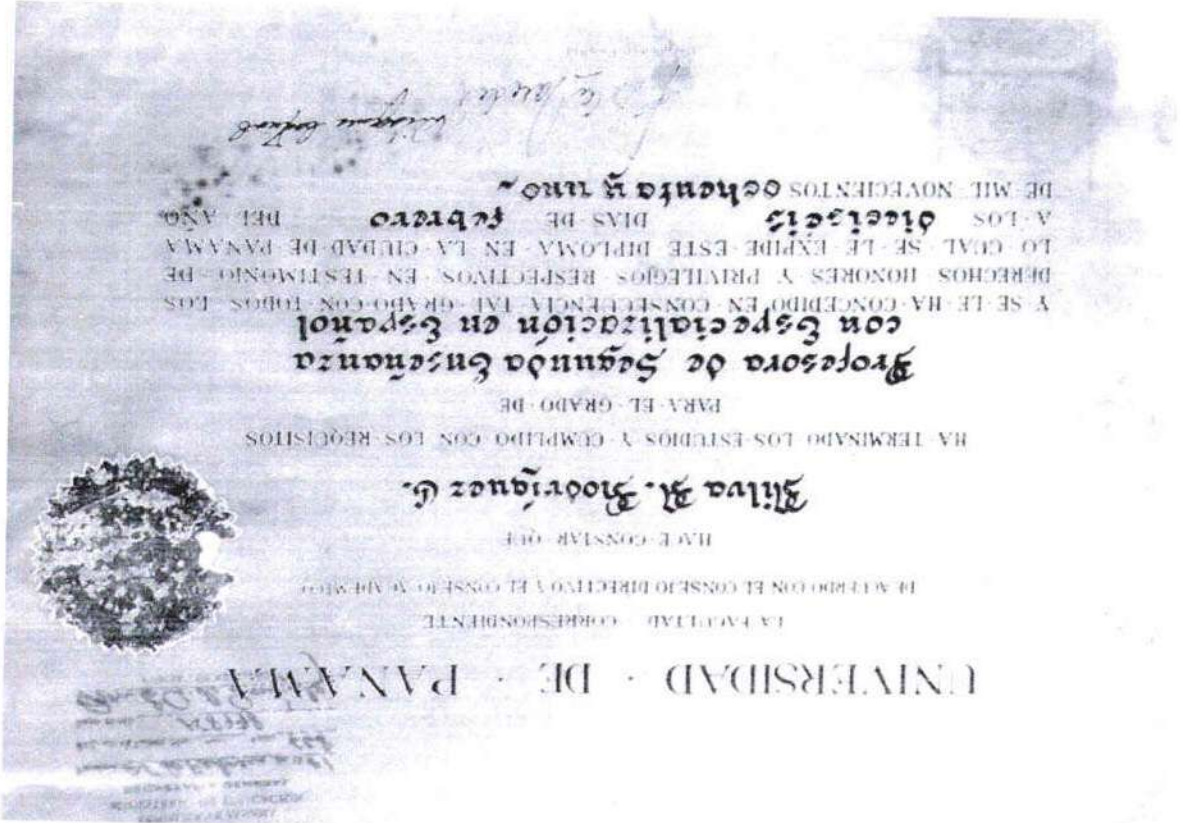 UNIVERSIDAD · DE · PANAMA
LA FACULTAD CORRESPONDIENTE
DE ACUERDO CON EL CONSEJO DIRECTIVO Y EL CONSEJO ACADEMICO
HACE · CONSTAR · QUE
Nilva R. Rodríguez C.
HA · TERMINADO · LOS · ESTUDIOS · Y · CUMPLIDO · CON · LOS · REQUISITOS
PARA · EL · GRADO · DE
Profesora de Segunda Enseñanza
con Especialización en Español
Y · SE · LE · HA · CONCEDIDO · EN · CONSECUENCIA · TAL · GRADO · CON · TODOS · LOS
DERECHOS · HONORES · Y · PRIVILEGIOS · RESPECTIVOS · EN · TESTIMONIO · DE
LO · CUAL · SE · LE · EXPIDE · ESTE · DIPLOMA · EN · LA · CIUDAD · DE · PANAMA
A · LOS dieciséis DIAS · DE febrero DEL · AÑO
DE · MIL · NOVECIENTOS ochenta y uno-